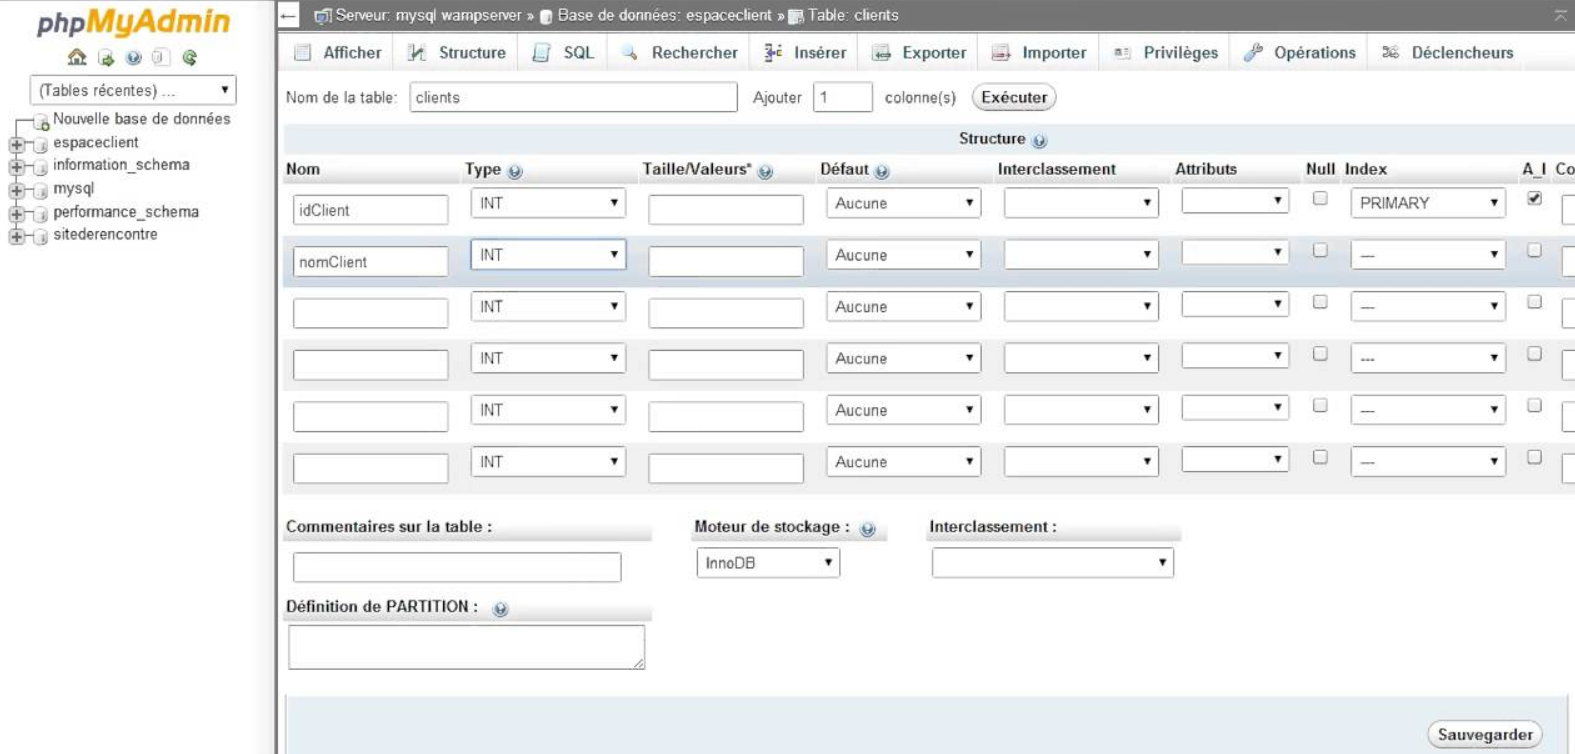 phpMyAdmin
(Tables récentes) ...
Nouvelle base de données
espaceclient
information_schema
mysql
performance_schema
sitederencontre
← Serveur: mysql wampserver » Base de données: espaceclient » Table: clients
Afficher Structure SQL Rechercher Insérer Exporter Importer Privilèges Opérations Déclencheurs
Nom de la table: clients Ajouter 1 colonne(s) Exécuter
Structure
Nom Type Taille/Valeurs* Défaut Interclassement Attributs Null Index A_I Co
idClient INT Aucune PRIMARY
nomClient INT Aucune ---
INT Aucune ---
INT Aucune ---
INT Aucune ---
INT Aucune ---
Commentaires sur la table : Moteur de stockage : Interclassement :
InnoDB
Définition de PARTITION :
Sauvegarder